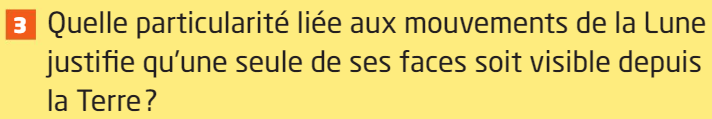 3 Quelle particularité liée aux mouvements de la Lune
justifie qu'une seule de ses faces soit visible depuis
la Terre?